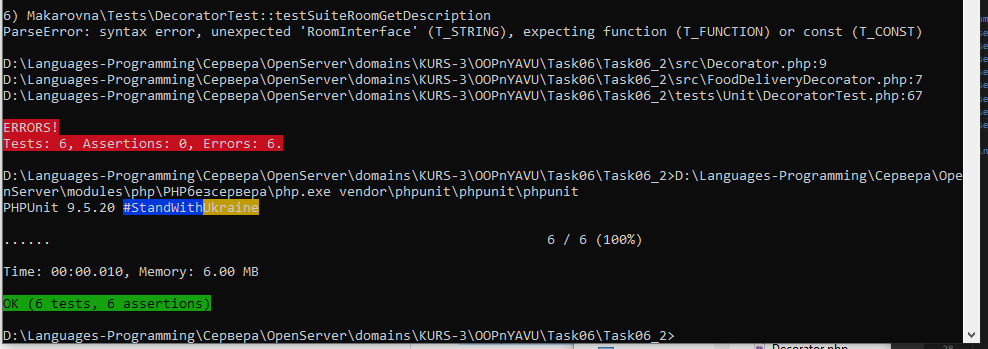 6) Makarovna\Tests\DecoratorTest::testSuiteRoomGetDescription
ParseError: syntax error, unexpected 'RoomInterface' (T_STRING), expecting function (T_FUNCTION) or const (T_CONST)
D:\Languages-Programming\Сервера\OpenServer\domains\KURS-3\OOPnYAVU\Task06\Task06_2\src\Decorator.php:9
D:\Languages-Programming\Сервера\OpenServer\domains\KURS-3\OOPnYAVU\Task06\Task06_2\src\FoodDeliveryDecorator.php:7
D:\Languages-Programming\Сервера\OpenServer\domains\KURS-3\OOPnYAVU\Task06\Task06_2\tests\Unit\DecoratorTest.php:67
ERRORS!
Tests: 6, Assertions: 0, Errors: 6.
D:\Languages-Programming\Сервера\OpenServer\domains\KURS-3\OOPnYAVU\Task06\Task06_2>D:\Languages-Programming\Сервера\Ope
nServer\modules\php\PHPбезсервера\php.exe vendor\phpunit\phpunit\phpunit
PHPUnit 9.5.20 #StandWithUkraine
...... 6 / 6 (100%)
Time: 00:00.010, Memory: 6.00 MB
OK (6 tests, 6 assertions)
D:\Languages-Programming\Сервера\OpenServer\domains\KURS-3\OOPnYAVU\Task06\Task06_2>
Decorator.php